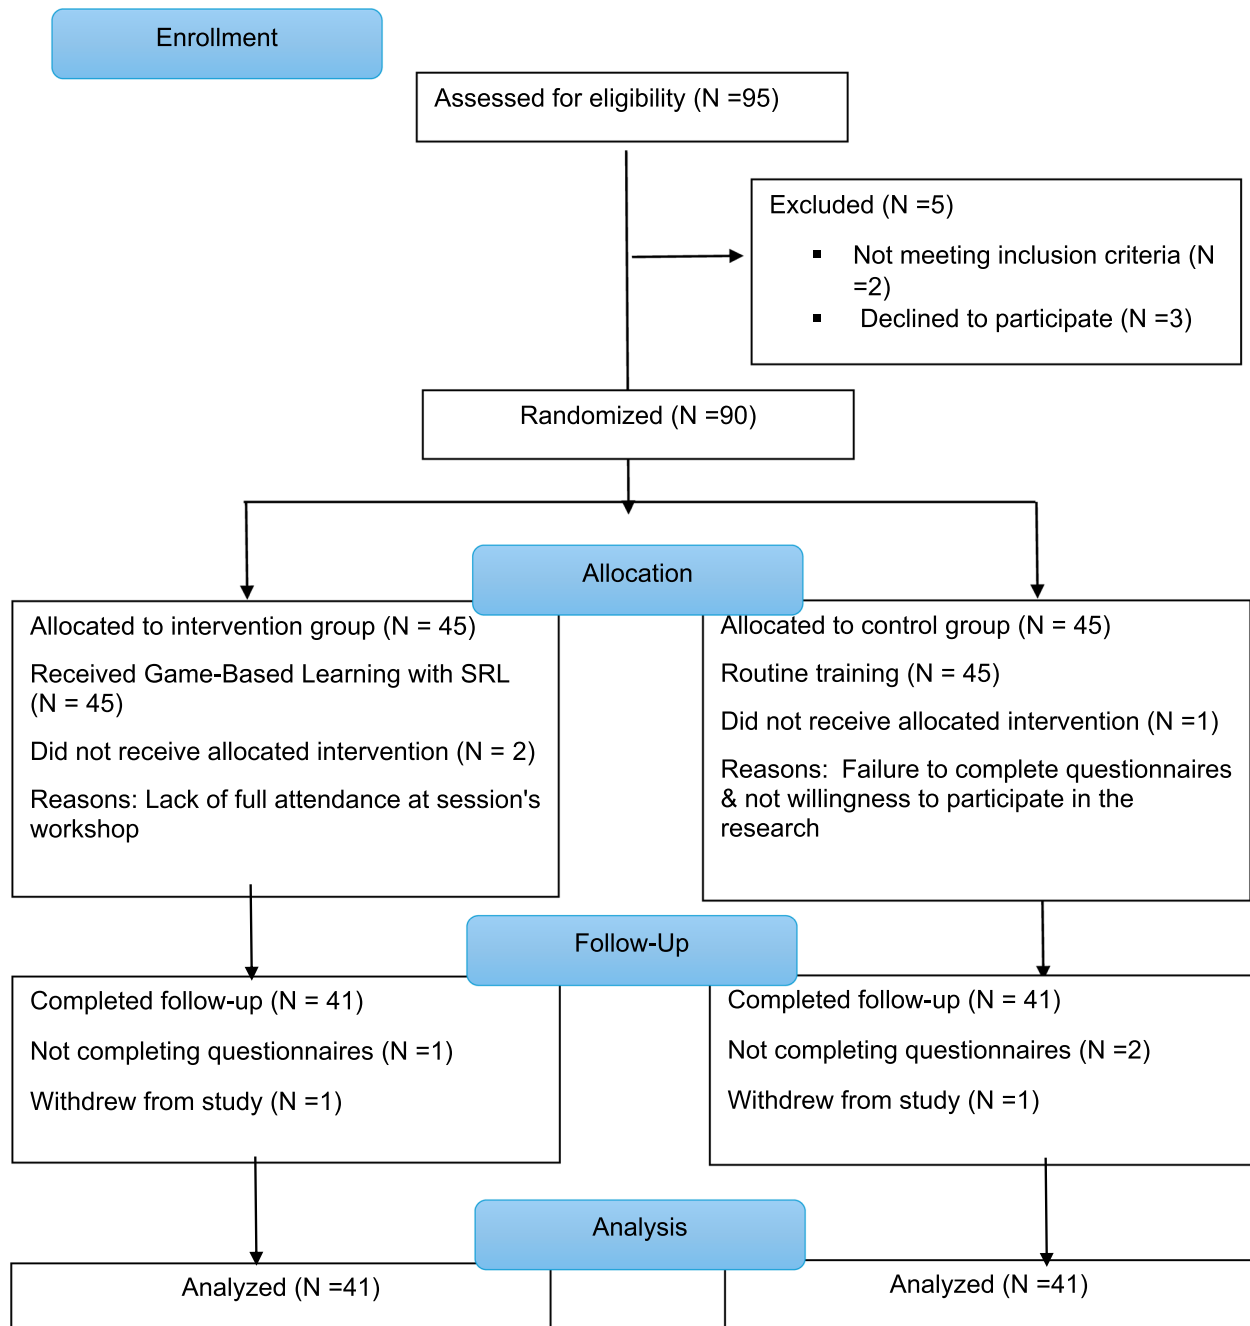 Enrollment
Assessed for eligibility (N =95)
Excluded (N =5)
▪ Not meeting inclusion criteria (N
=2)
▪ Declined to participate (N =3)
Randomized (N =90)
Allocation
Allocated to intervention group (N = 45)
Received Game-Based Learning with SRL
(N = 45)
Did not receive allocated intervention (N = 2)
Reasons: Lack of full attendance at session's
workshop
Allocated to control group (N = 45)
Routine training (N = 45)
Did not receive allocated intervention (N =1)
Reasons:  Failure to complete questionnaires
& not willingness to participate in the
research
Follow-Up
Completed follow-up (N = 41)
Not completing questionnaires (N =1)
Withdrew from study (N =1)
Completed follow-up (N = 41)
Not completing questionnaires (N =2)
Withdrew from study (N =1)
Analysis
Analyzed (N =41)
Analyzed (N =41)